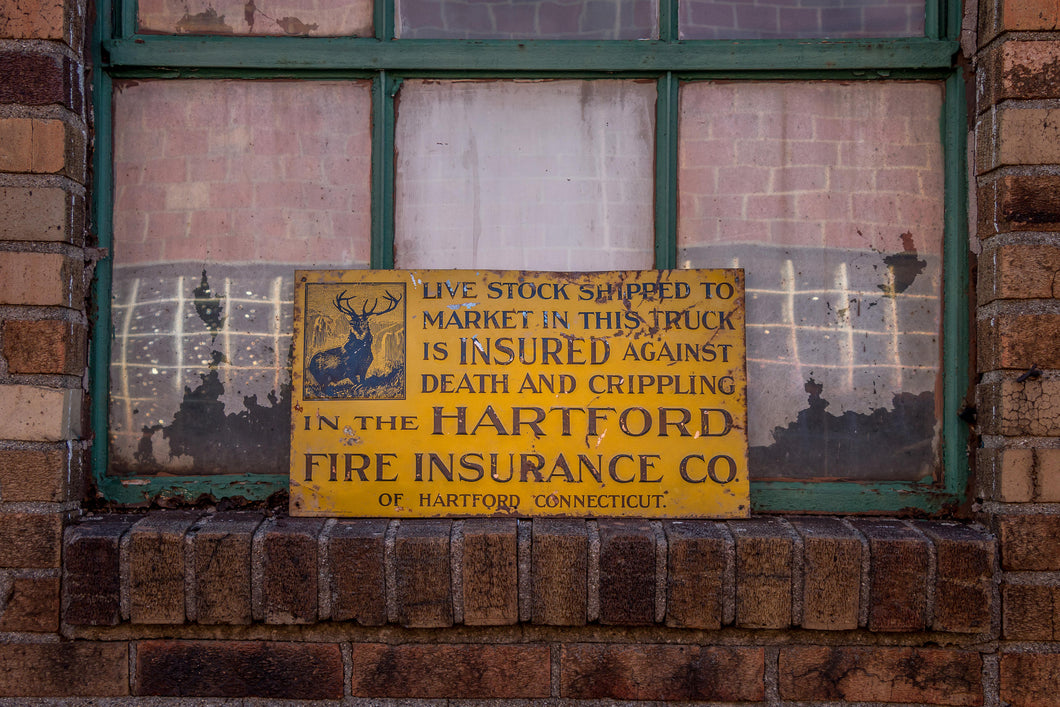 LIVE STOCK SHIPPED TO
MARKET IN THIS TRUCK
IS INSURED AGAINST
DEATH AND CRIPPLING
IN THE HARTFORD
FIRE INSURANCE CO.
OF HARTFORD CONNECTICUT.